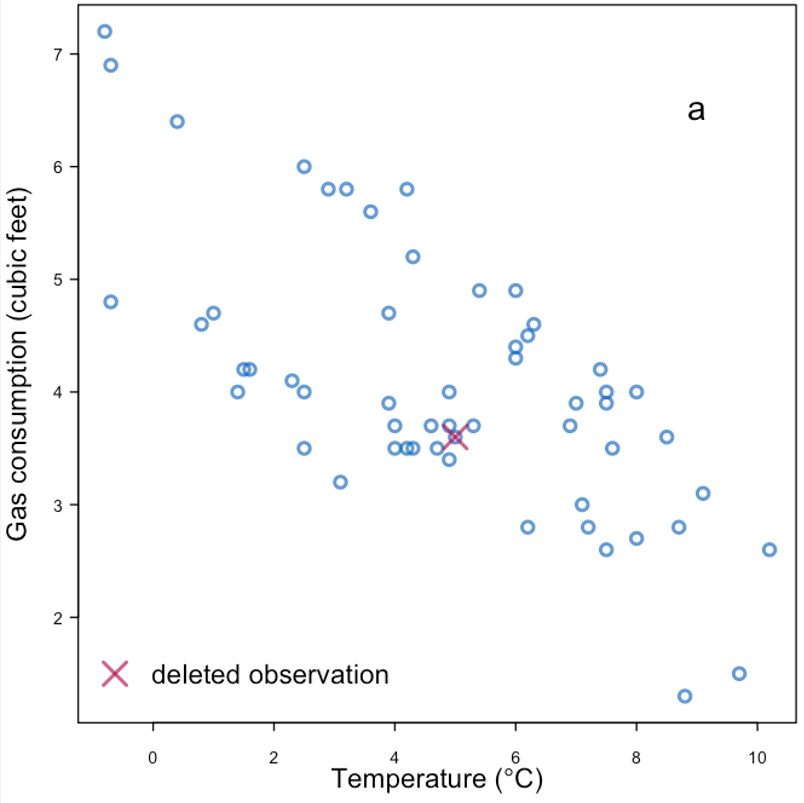 a
7
6
5
4
3
2
Gas consumption (cubic feet)
deleted observation
0 2 4 6 8 10
Temperature (°C)